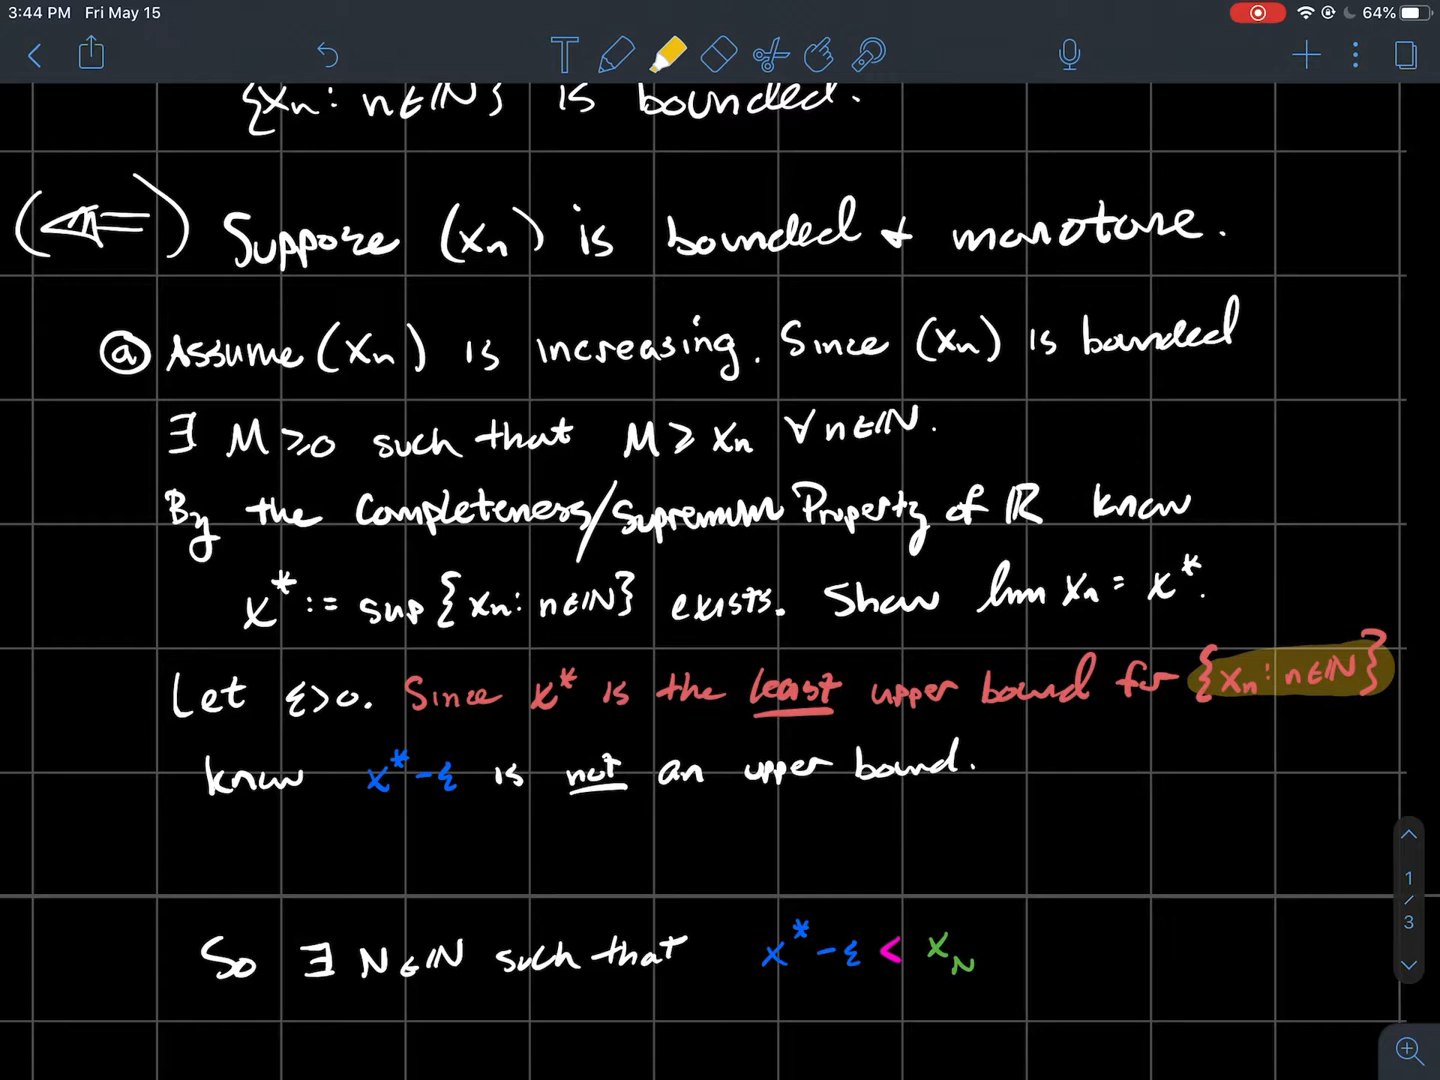 3:44 PM Fri May 15 64%
T
{xₙ: n∈ℕ} is bounded.
(⇐) Suppose (xₙ) is bounded + monotone.
ⓐ Assume (xₙ) is increasing. Since (xₙ) is bounded
∃ M ≥ 0 such that M ≥ xₙ ∀ n∈ℕ.
By the Completeness/Supremum Property of ℝ know
x* := sup {xₙ: n∈ℕ} exists. Show lim xₙ = x*.
Let ε>0. Since x* is the least upper bound for {xₙ: n∈ℕ}
know x*-ε is not an upper bound.
So ∃ N∈ℕ such that x*-ε < x_N
1
/
3